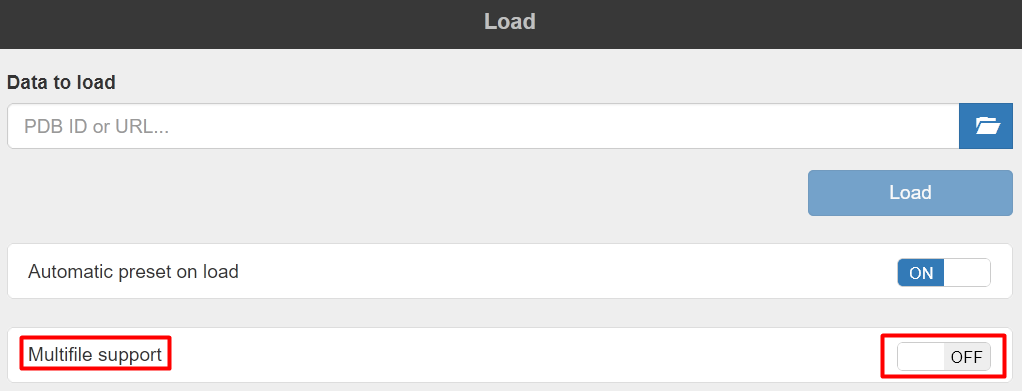 Load
Data to load
PDB ID or URL...
Load
Automatic preset on load ON
Multifile support OFF